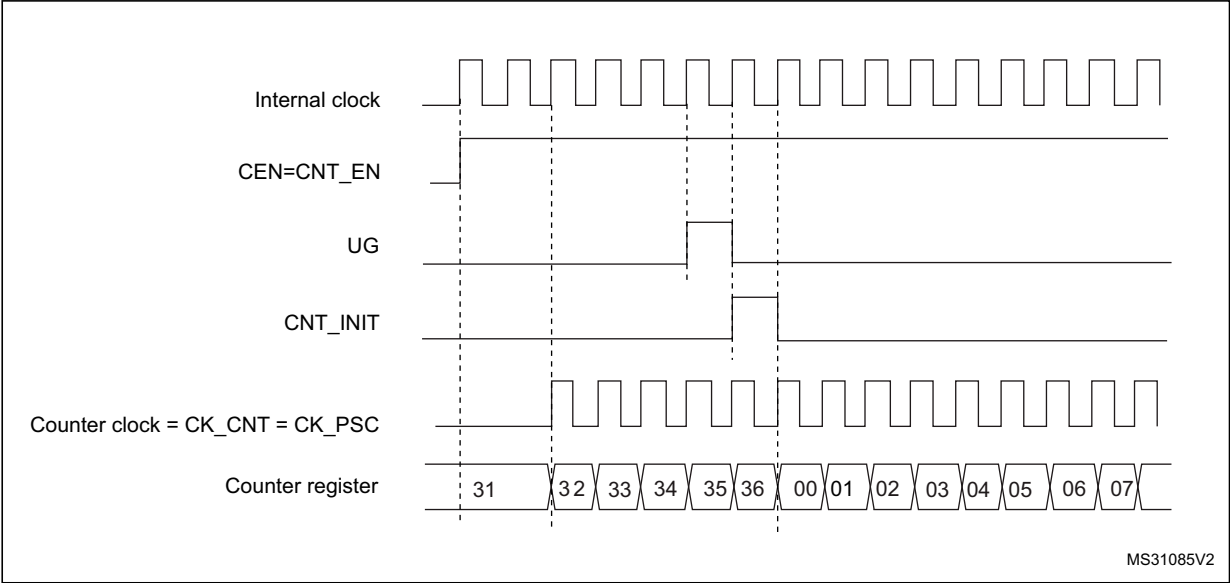 Internal clock
CEN=CNT_EN
UG
CNT_INIT
Counter clock = CK_CNT = CK_PSC
Counter register 31 32 33 34 35 36 00 01 02 03 04 05 06 07
MS31085V2